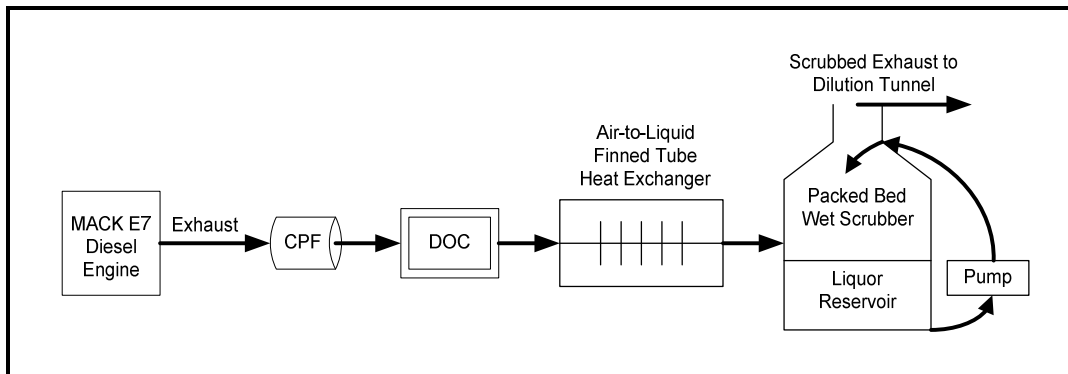 MACK E7
Diesel
Engine
Exhaust
CPF
DOC
Air-to-Liquid
Finned Tube
Heat Exchanger
Scrubbed Exhaust to
Dilution Tunnel
Packed Bed
Wet Scrubber
Liquor
Reservoir
Pump